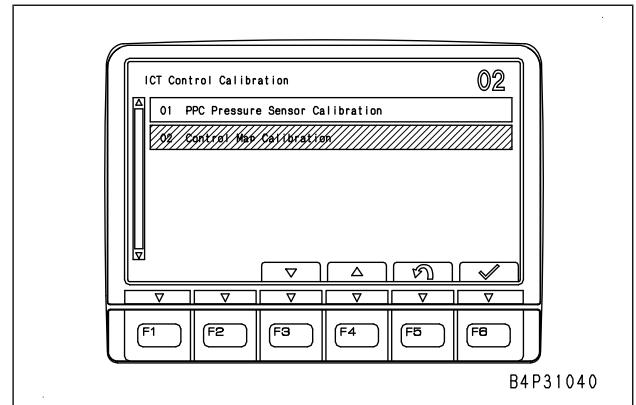 ICT Control Calibration 02
01 PPC Pressure Sensor Calibration
02 Control Map Calibration
F1 F2 F3 F4 F5 F6
B4P31040